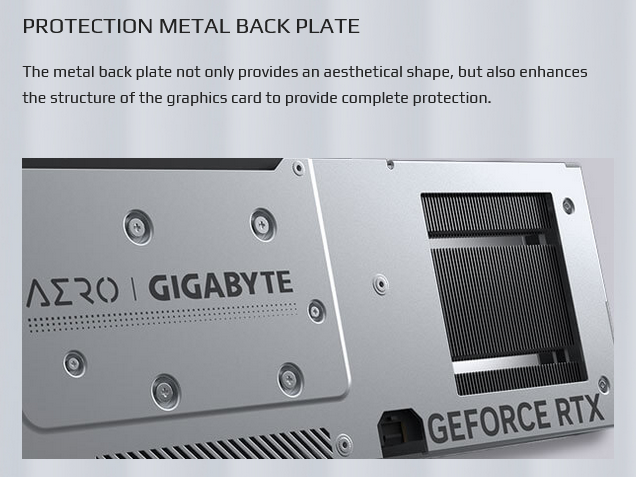 PROTECTION METAL BACK PLATE
The metal back plate not only provides an aesthetical shape, but also enhances
the structure of the graphics card to provide complete protection.
AERO | GIGABYTE
GEFORCE RTX